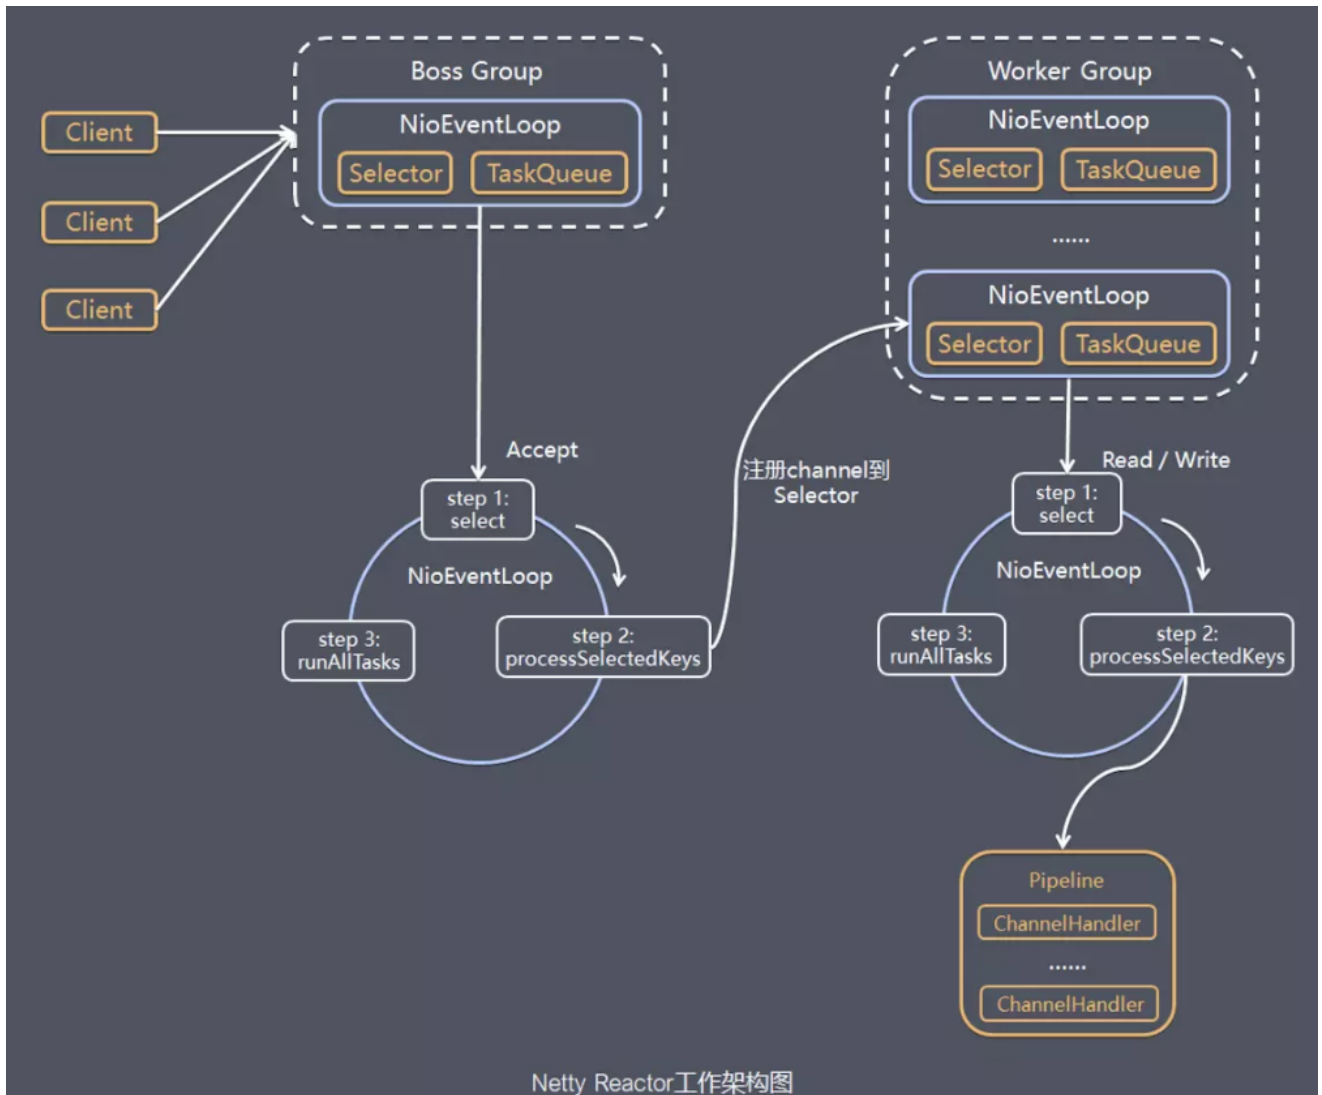 Boss Group
NioEventLoop
Selector
TaskQueue
Client
Client
Client
Worker Group
NioEventLoop
Selector
TaskQueue
......
NioEventLoop
Selector
TaskQueue
Accept
step 1:
select
NioEventLoop
step 2:
processSelectedKeys
step 3:
runAllTasks
注册channel到
Selector
Read / Write
step 1:
select
NioEventLoop
step 2:
processSelectedKeys
step 3:
runAllTasks
Pipeline
ChannelHandler
......
ChannelHandler
Netty Reactor工作架构图